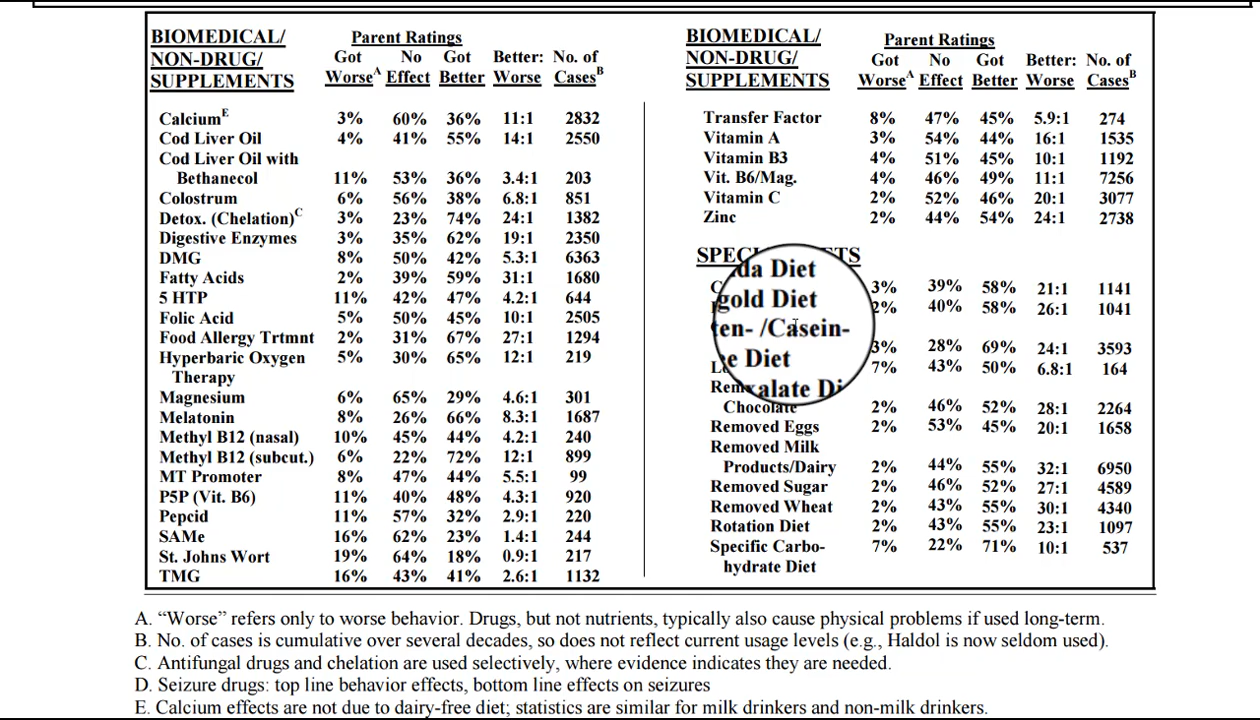 BIOMEDICAL/ Parent Ratings
NON-DRUG/ Got No Got Better: No. of
SUPPLEMENTS Worse^A Effect Better Worse Cases^B
Calcium^E 3% 60% 36% 11:1 2832
Cod Liver Oil 4% 41% 55% 14:1 2550
Cod Liver Oil with
Bethanecol 11% 53% 36% 3.4:1 203
Colostrum 6% 56% 38% 6.8:1 851
Detox. (Chelation)^C 3% 23% 74% 24:1 1382
Digestive Enzymes 3% 35% 62% 19:1 2350
DMG 8% 50% 42% 5.3:1 6363
Fatty Acids 2% 39% 59% 31:1 1680
5 HTP 11% 42% 47% 4.2:1 644
Folic Acid 5% 50% 45% 10:1 2505
Food Allergy Trtmnt 2% 31% 67% 27:1 1294
Hyperbaric Oxygen 5% 30% 65% 12:1 219
Therapy
Magnesium 6% 65% 29% 4.6:1 301
Melatonin 8% 26% 66% 8.3:1 1687
Methyl B12 (nasal) 10% 45% 44% 4.2:1 240
Methyl B12 (subcut.) 6% 22% 72% 12:1 899
MT Promoter 8% 47% 44% 5.5:1 99
P5P (Vit. B6) 11% 40% 48% 4.3:1 920
Pepcid 11% 57% 32% 2.9:1 220
SAMe 16% 62% 23% 1.4:1 244
St. Johns Wort 19% 64% 18% 0.9:1 217
TMG 16% 43% 41% 2.6:1 1132
BIOMEDICAL/ Parent Ratings
NON-DRUG/ Got No Got Better: No. of
SUPPLEMENTS Worse^A Effect Better Worse Cases^B
Transfer Factor 8% 47% 45% 5.9:1 274
Vitamin A 3% 54% 44% 16:1 1535
Vitamin B3 4% 51% 45% 10:1 1192
Vit. B6/Mag. 4% 46% 49% 11:1 7256
Vitamin C 2% 52% 46% 20:1 3077
Zinc 2% 44% 54% 24:1 2738
da Diet
3% 39% 58% 21:1 1141
gold Diet
2% 40% 58% 26:1 1041
en- /Casein-
3% 28% 69% 24:1 3593
e Diet
7% 43% 50% 6.8:1 164
xalate Di
Chocolate 2% 46% 52% 28:1 2264
Removed Eggs 2% 53% 45% 20:1 1658
Removed Milk
Products/Dairy 2% 44% 55% 32:1 6950
Removed Sugar 2% 46% 52% 27:1 4589
Removed Wheat 2% 43% 55% 30:1 4340
Rotation Diet 2% 43% 55% 23:1 1097
Specific Carbo- 7% 22% 71% 10:1 537
hydrate Diet
A. “Worse” refers only to worse behavior. Drugs, but not nutrients, typically also cause physical problems if used long-term.
B. No. of cases is cumulative over several decades, so does not reflect current usage levels (e.g., Haldol is now seldom used).
C. Antifungal drugs and chelation are used selectively, where evidence indicates they are needed.
D. Seizure drugs: top line behavior effects, bottom line effects on seizures
E. Calcium effects are not due to dairy-free diet; statistics are similar for milk drinkers and non-milk drinkers.